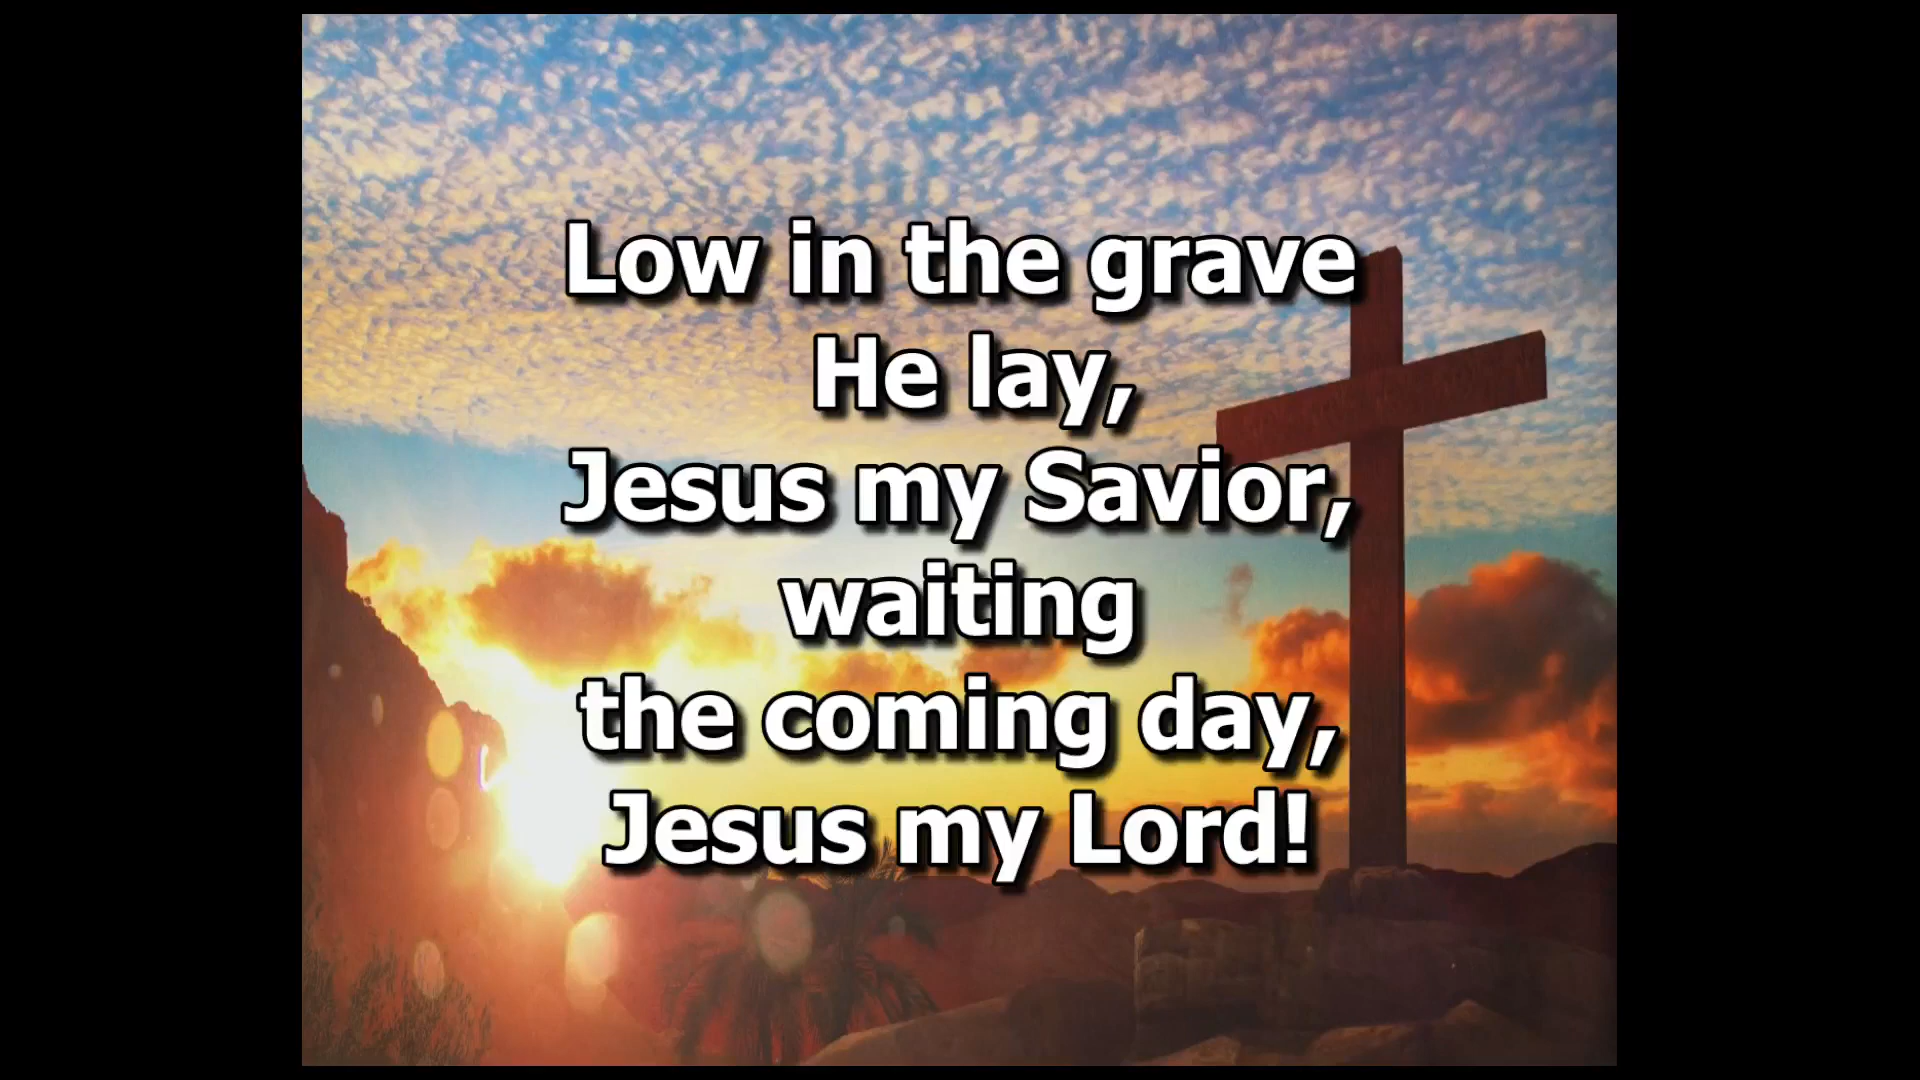 Low in the grave
He lay,
Jesus my Savior,
waiting
the coming day,
Jesus my Lord!